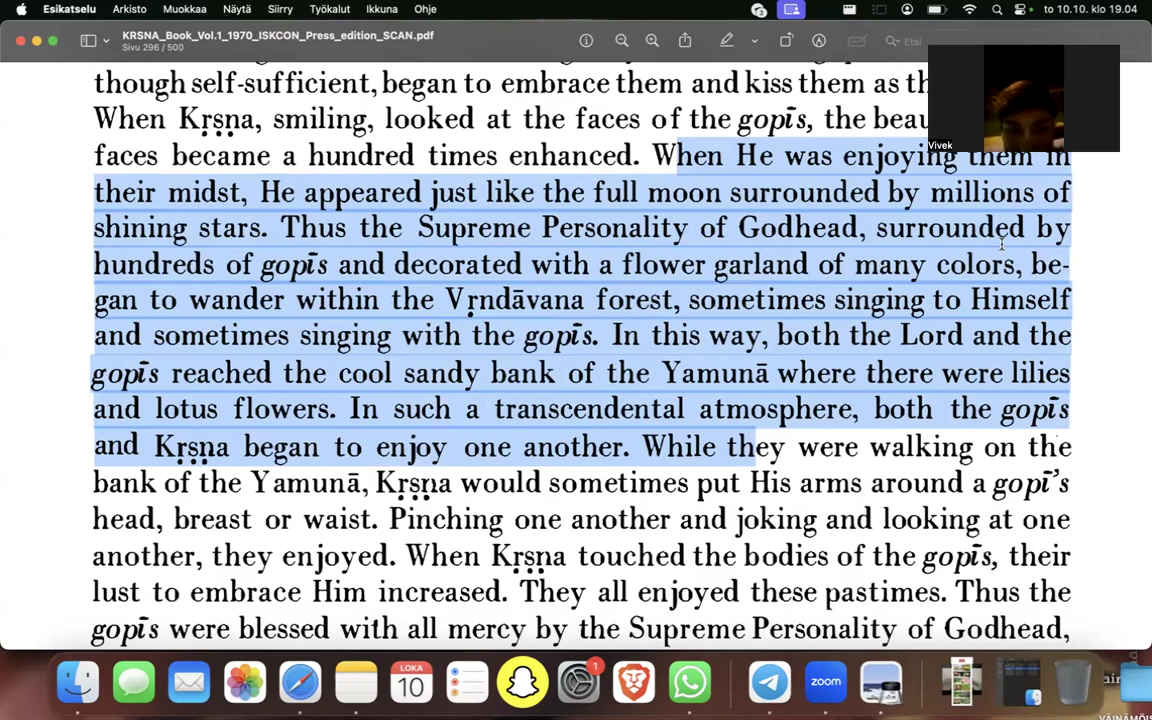 Esikatselu Arkisto Muokkaa Näytä Siirry Työkalut Ikkuna Ohje to 10.10. klo 19.04
KRSNA_Book_Vol.1_1970_ISKCON_Press_edition_SCAN.pdf
Sivu 296 / 500
Etsi
though self-sufficient, began to embrace them and kiss them as
When Kṛṣṇa, smiling, looked at the faces of the gopīs, the
faces became a hundred times enhanced. When He was enjoying them in
Vivek
their midst, He appeared just like the full moon surrounded by millions of
shining stars. Thus the Supreme Personality of Godhead, surrounded by
hundreds of gopīs and decorated with a flower garland of many colors, be-
gan to wander within the Vṛndāvana forest, sometimes singing to Himself
and sometimes singing with the gopīs. In this way, both the Lord and the
gopīs reached the cool sandy bank of the Yamunā where there were lilies
and lotus flowers. In such a transcendental atmosphere, both the gopīs
and Kṛṣṇa began to enjoy one another. While they were walking on the
bank of the Yamunā, Kṛṣṇa would sometimes put His arms around a gopī's
head, breast or waist. Pinching one another and joking and looking at one
another, they enjoyed. When Kṛṣṇa touched the bodies of the gopīs, their
lust to embrace Him increased. They all enjoyed these pastimes. Thus the
gopīs were blessed with all mercy by the Supreme Personality of Godhead,
LOKA
10
1
zoom
VÄINÄMÖIS